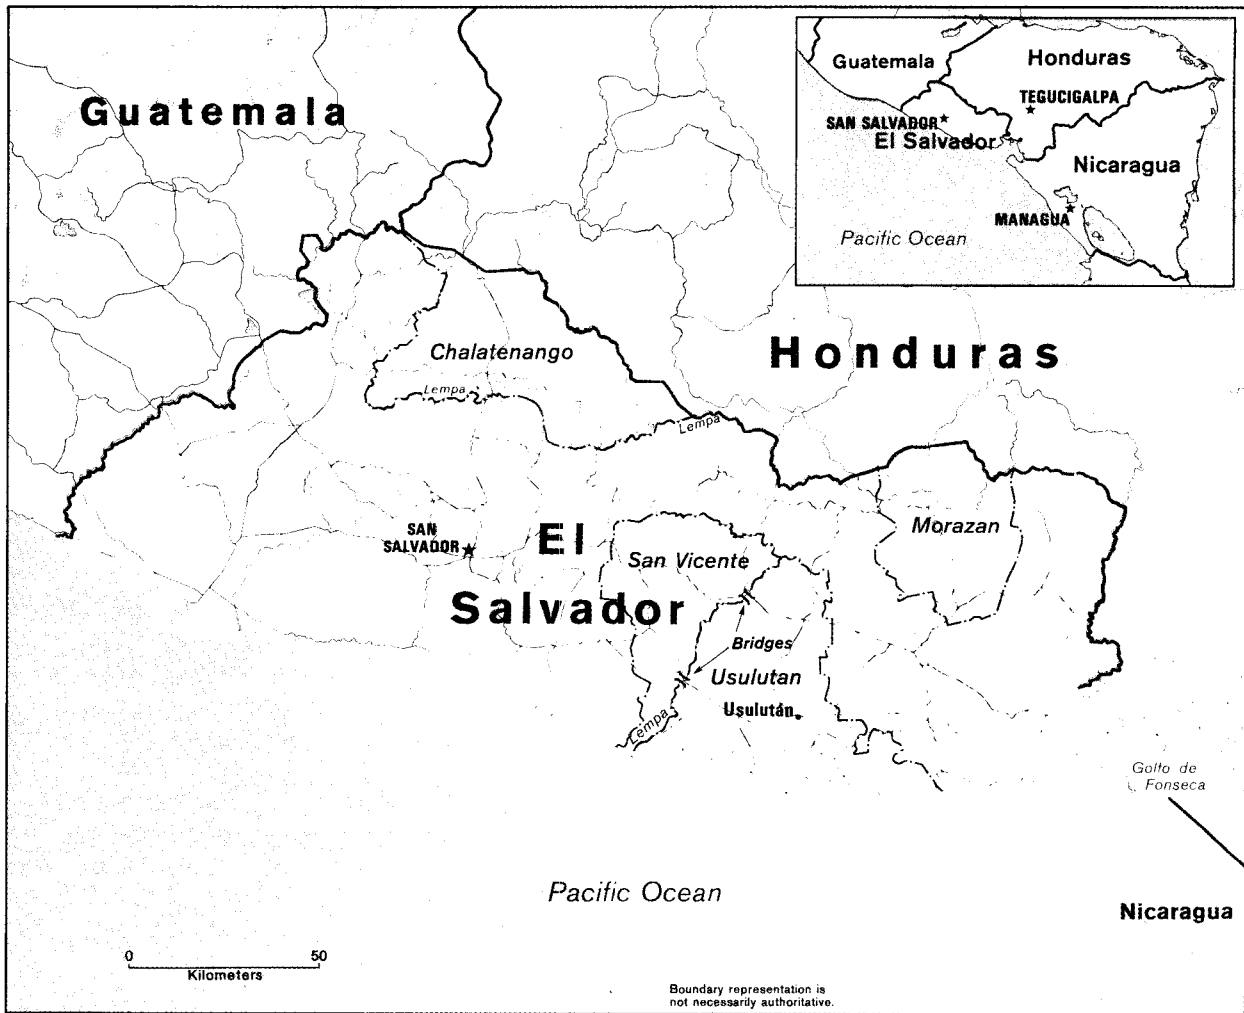 Guatemala
Guatemala
Honduras
TEGUCIGALPA
SAN SALVADOR
El Salvador
Nicaragua
MANAGUA
Pacific Ocean
Honduras
Chalatenango
Lempa
Lempa
SAN
SALVADOR
El
Salvador
San Vicente
Morazan
Bridges
Usulutan
Usulután
Lempa
Golfo de
Fonseca
Pacific Ocean
Nicaragua
0 50
Kilometers
Boundary representation is
not necessarily authoritative.